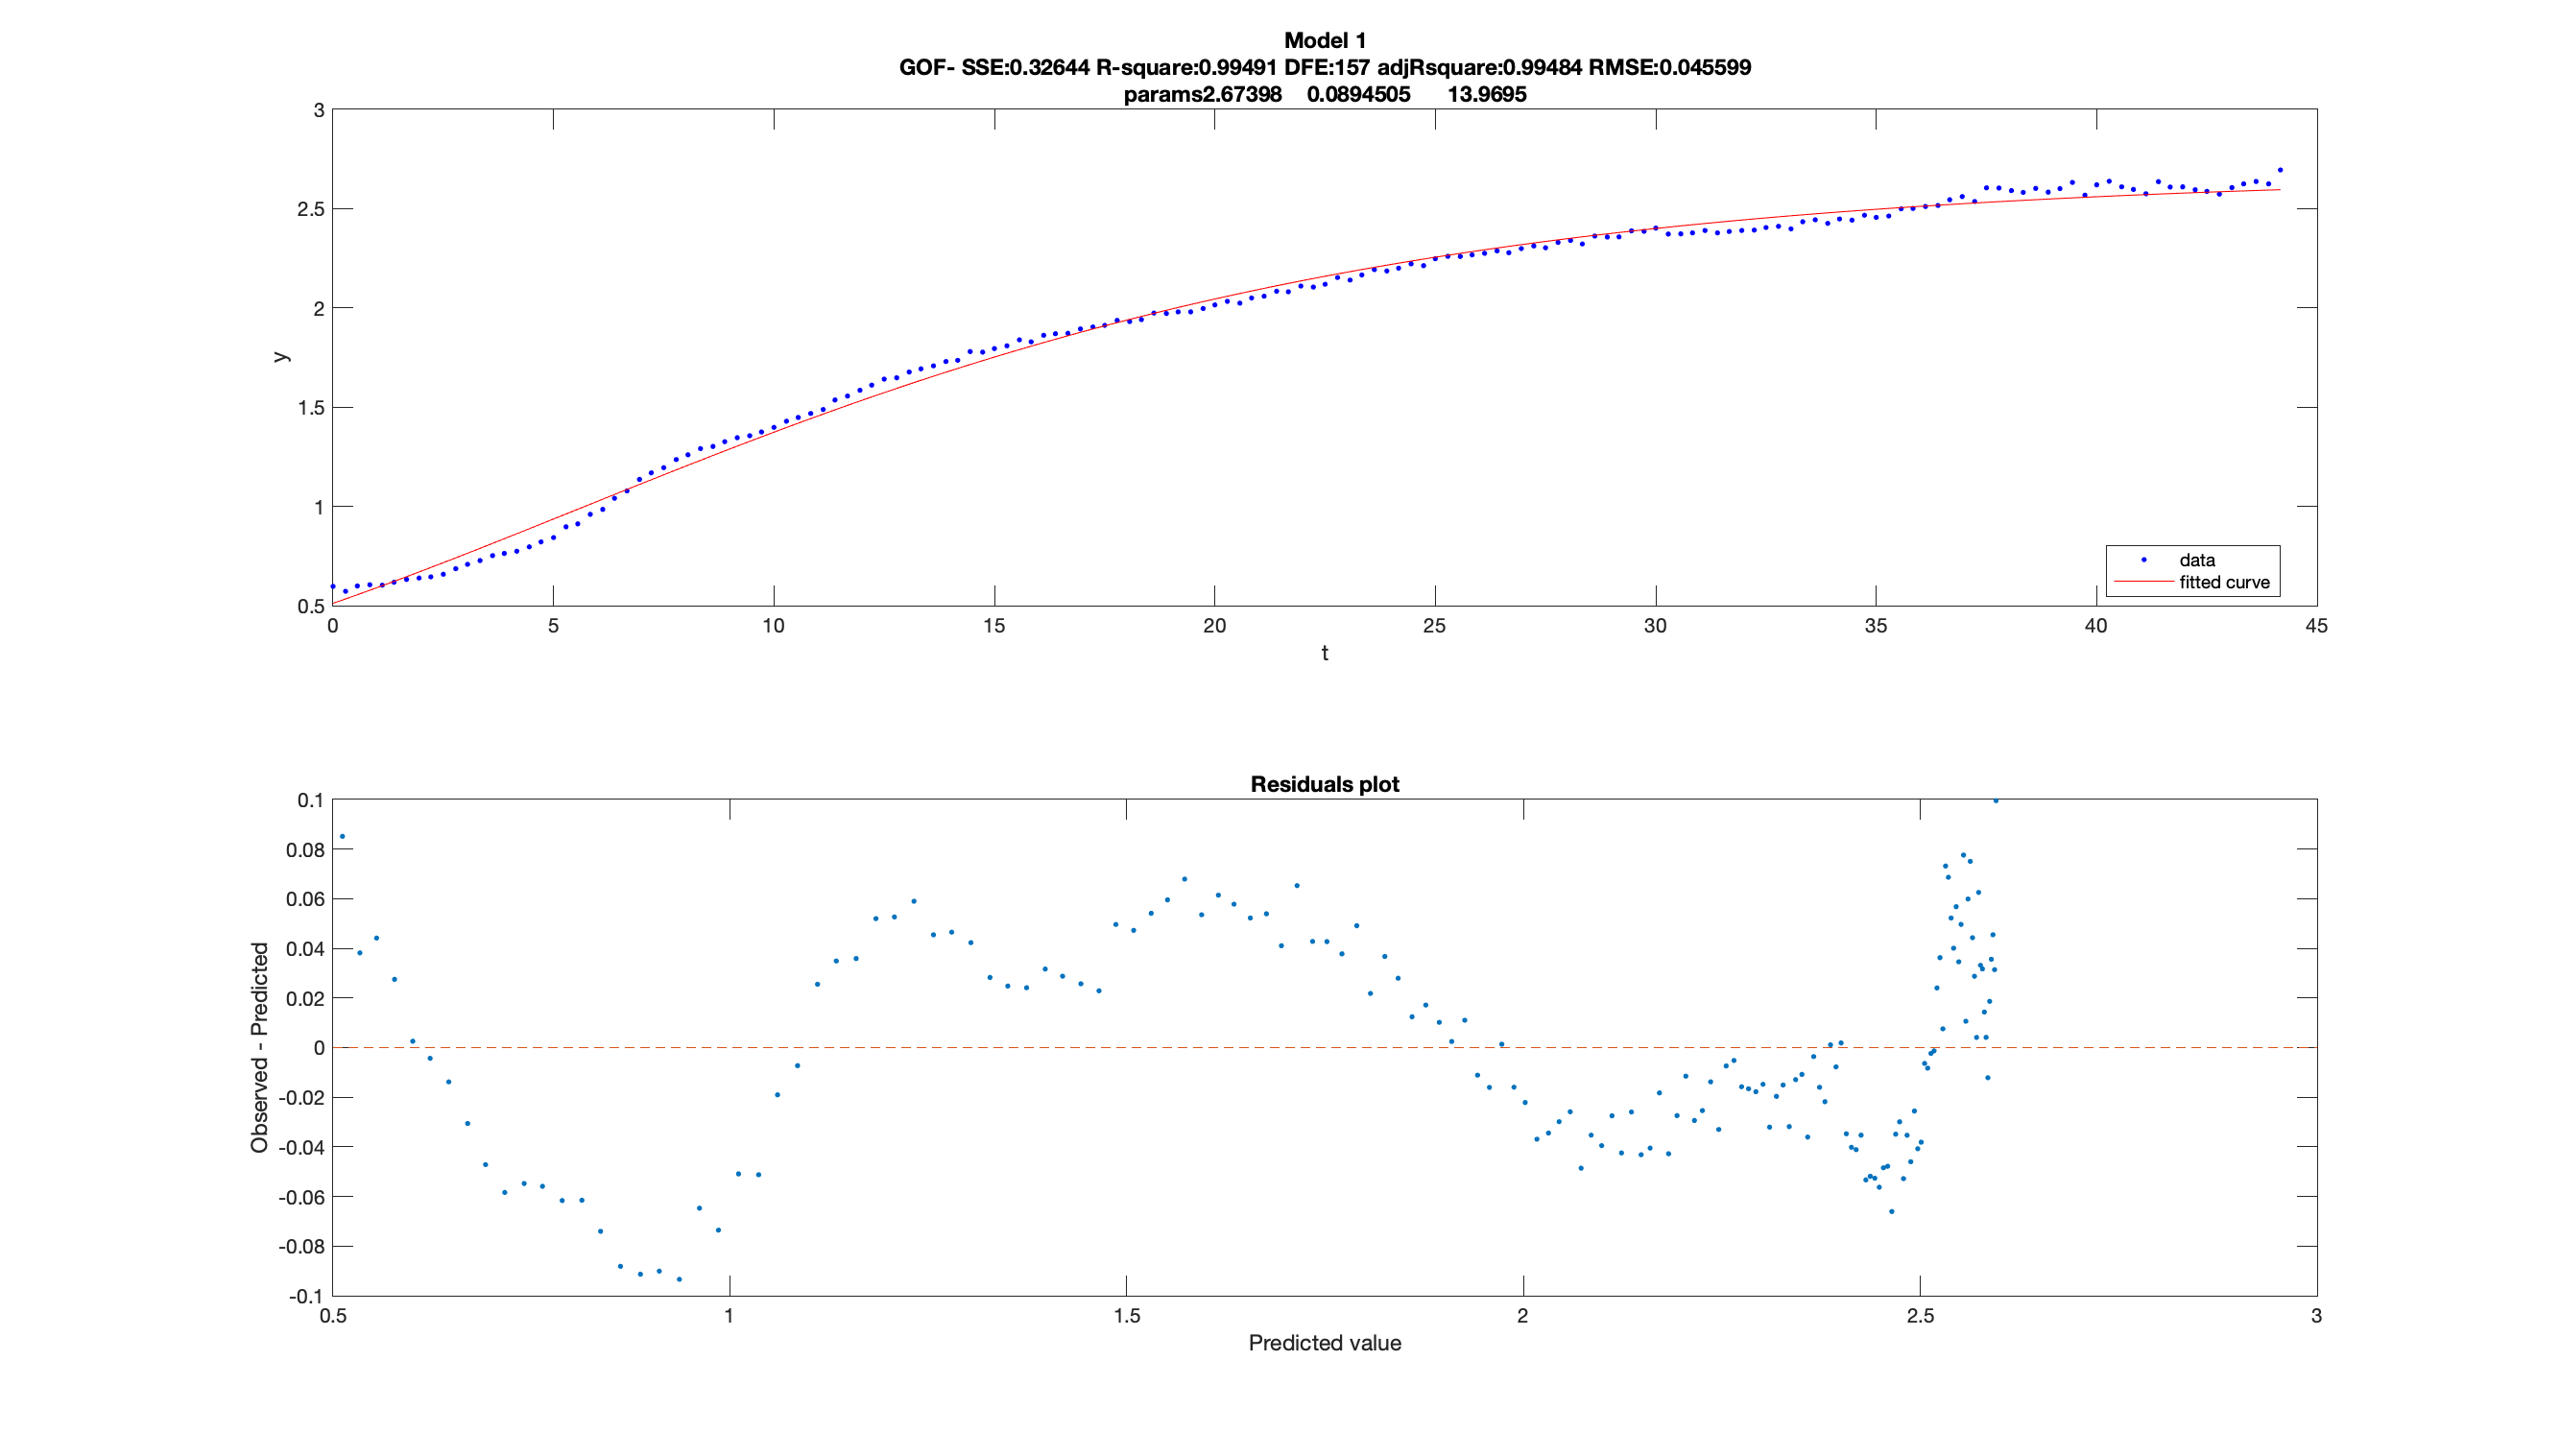 Model 1
GOF- SSE:0.32644 R-square:0.99491 DFE:157 adjRsquare:0.99484 RMSE:0.045599
params2.67398 0.0894505 13.9695
3
2.5
2
1.5
1
0.5
y
0 5 10 15 20 25 30 35 40 45
t
data
fitted curve
Residuals plot
0.1
0.08
0.06
0.04
0.02
0
-0.02
-0.04
-0.06
-0.08
-0.1
Observed - Predicted
0.5 1 1.5 2 2.5 3
Predicted value